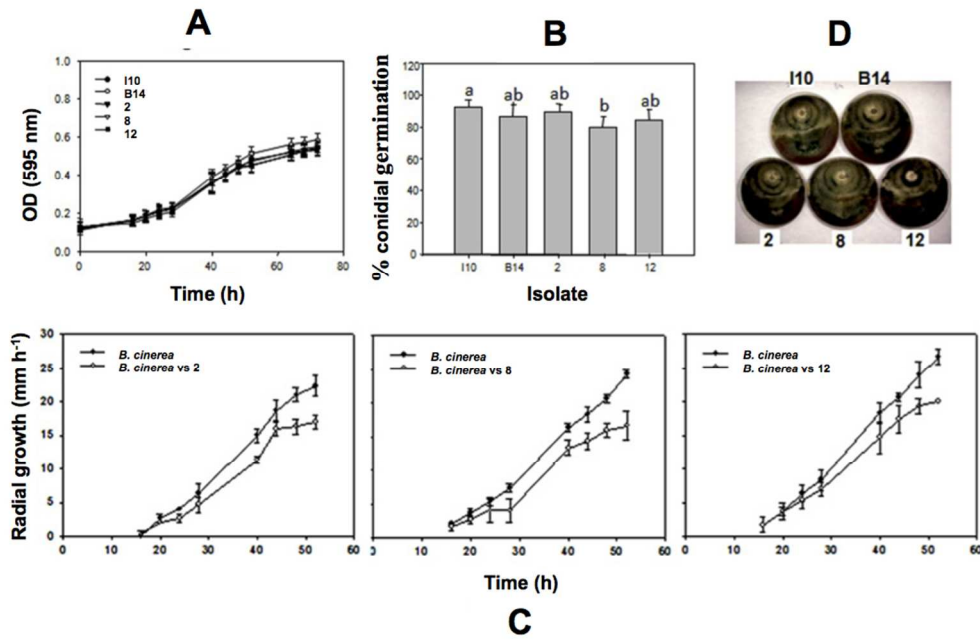 A
B
D
1.0
0.8
0.6
0.4
0.2
0.0
I10
B14
2
8
12
OD (595 nm)
0 20 40 60 80
Time (h)
120
100
80
60
40
20
0
a ab ab b ab
% conidial germination
I10 B14 2 8 12
Isolate
I10 B14
2 8 12
30
25
20
15
10
5
0
Radial growth (mm h-1)
B. cinerea
B. cinerea vs 2
0 10 20 30 40 50 60
B. cinerea
B. cinerea vs 8
0 10 20 30 40 50 60
B. cinerea
B. cinerea vs 12
0 10 20 30 40 50 60
Time (h)
C